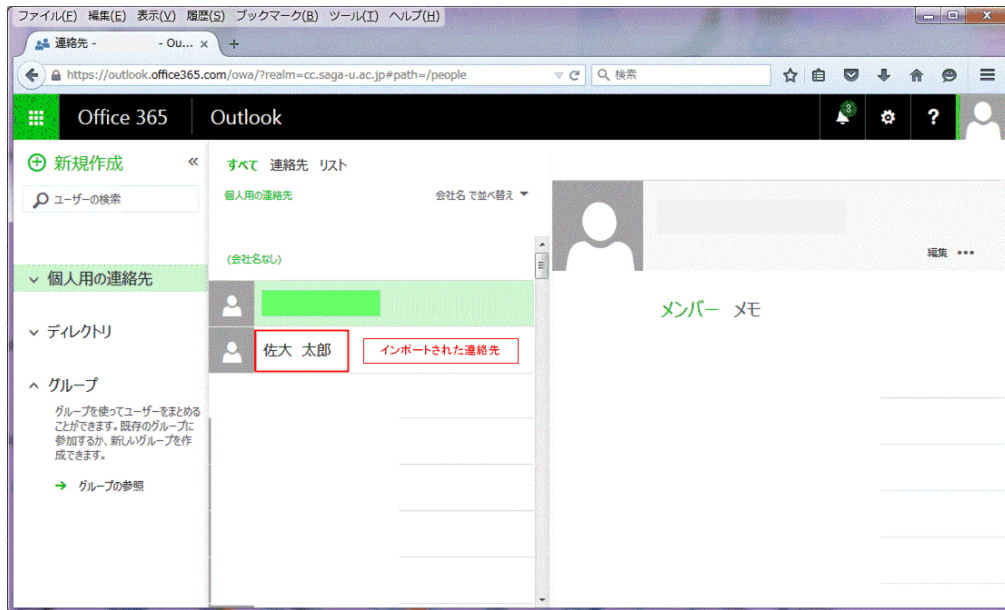 ファイル(F) 編集(E) 表示(V) 履歴(S) ブックマーク(B) ツール(T) ヘルプ(H)
連絡先 - - Ou... × +
https://outlook.office365.com/owa/?realm=cc.saga-u.ac.jp#path=/people
検索
Office 365 Outlook
3
?
新規作成 «
ユーザーの検索
個人用の連絡先
ディレクトリ
グループ
グループを使ってユーザーをまとめる
ことができます。既存のグループに
参加するか、新しいグループを作
成できます。
→ グループの参照
すべて 連絡先 リスト
個人用の連絡先 会社名 で並べ替え
(会社名なし)
佐大 太郎 インポートされた連絡先
編集 •••
メンバー メモ